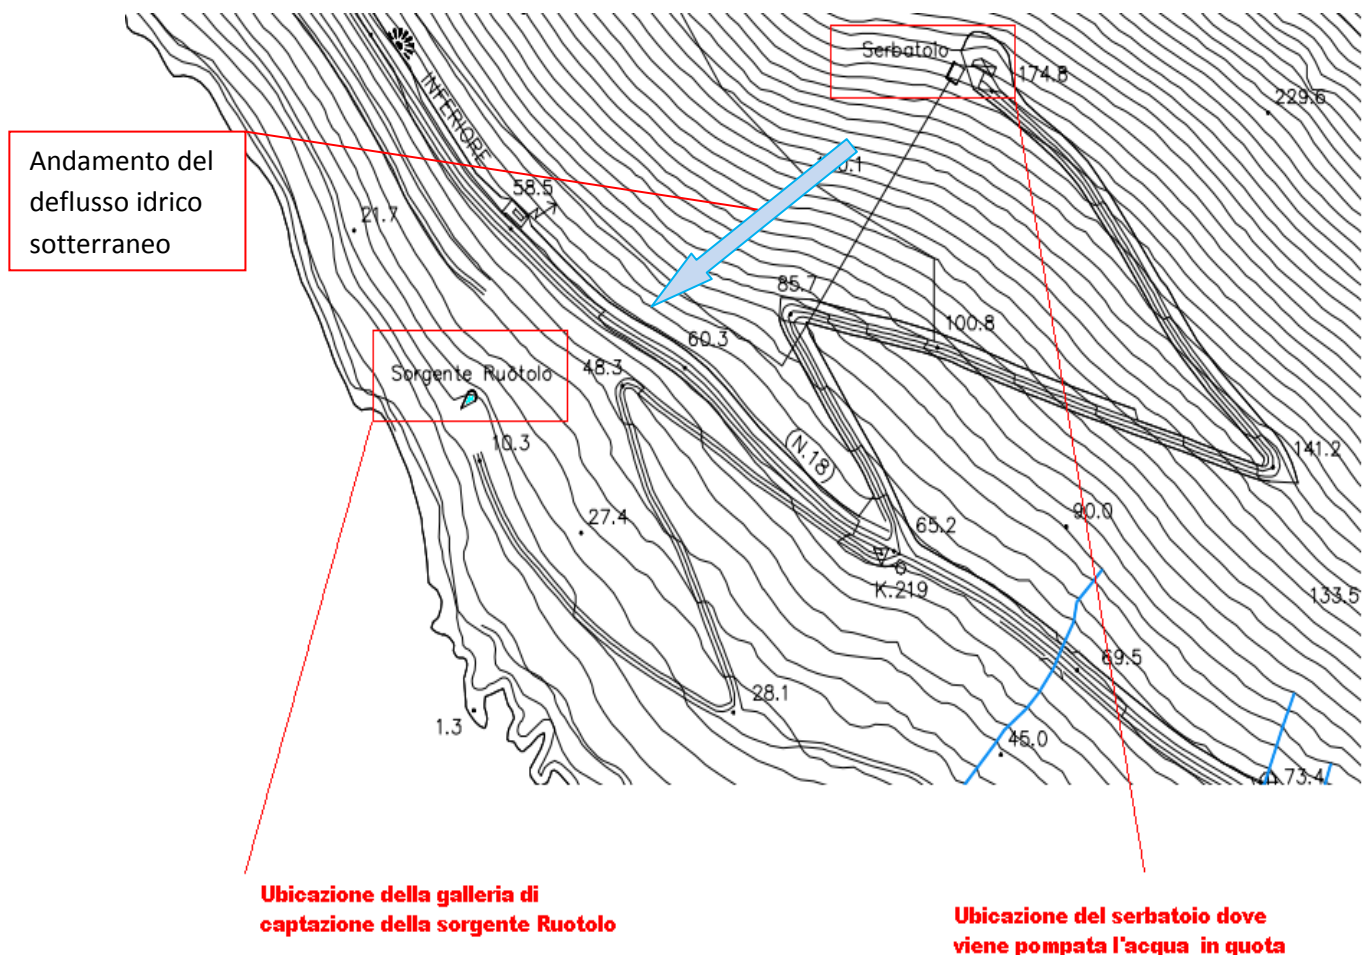 Serbatoio
174.8
229.6
INFERIORE
Andamento del
deflusso idrico
sotterraneo
58.5
21.7
85.7
100.8
60.3
48.3
Sorgente Ruotolo
10.3
(N.18)
141.2
27.4
65.2
90.0
K.219
133.5
69.5
28.1
1.3
45.0
73.4
Ubicazione della galleria di
captazione della sorgente Ruotolo
Ubicazione del serbatoio dove
viene pompata l'acqua in quota